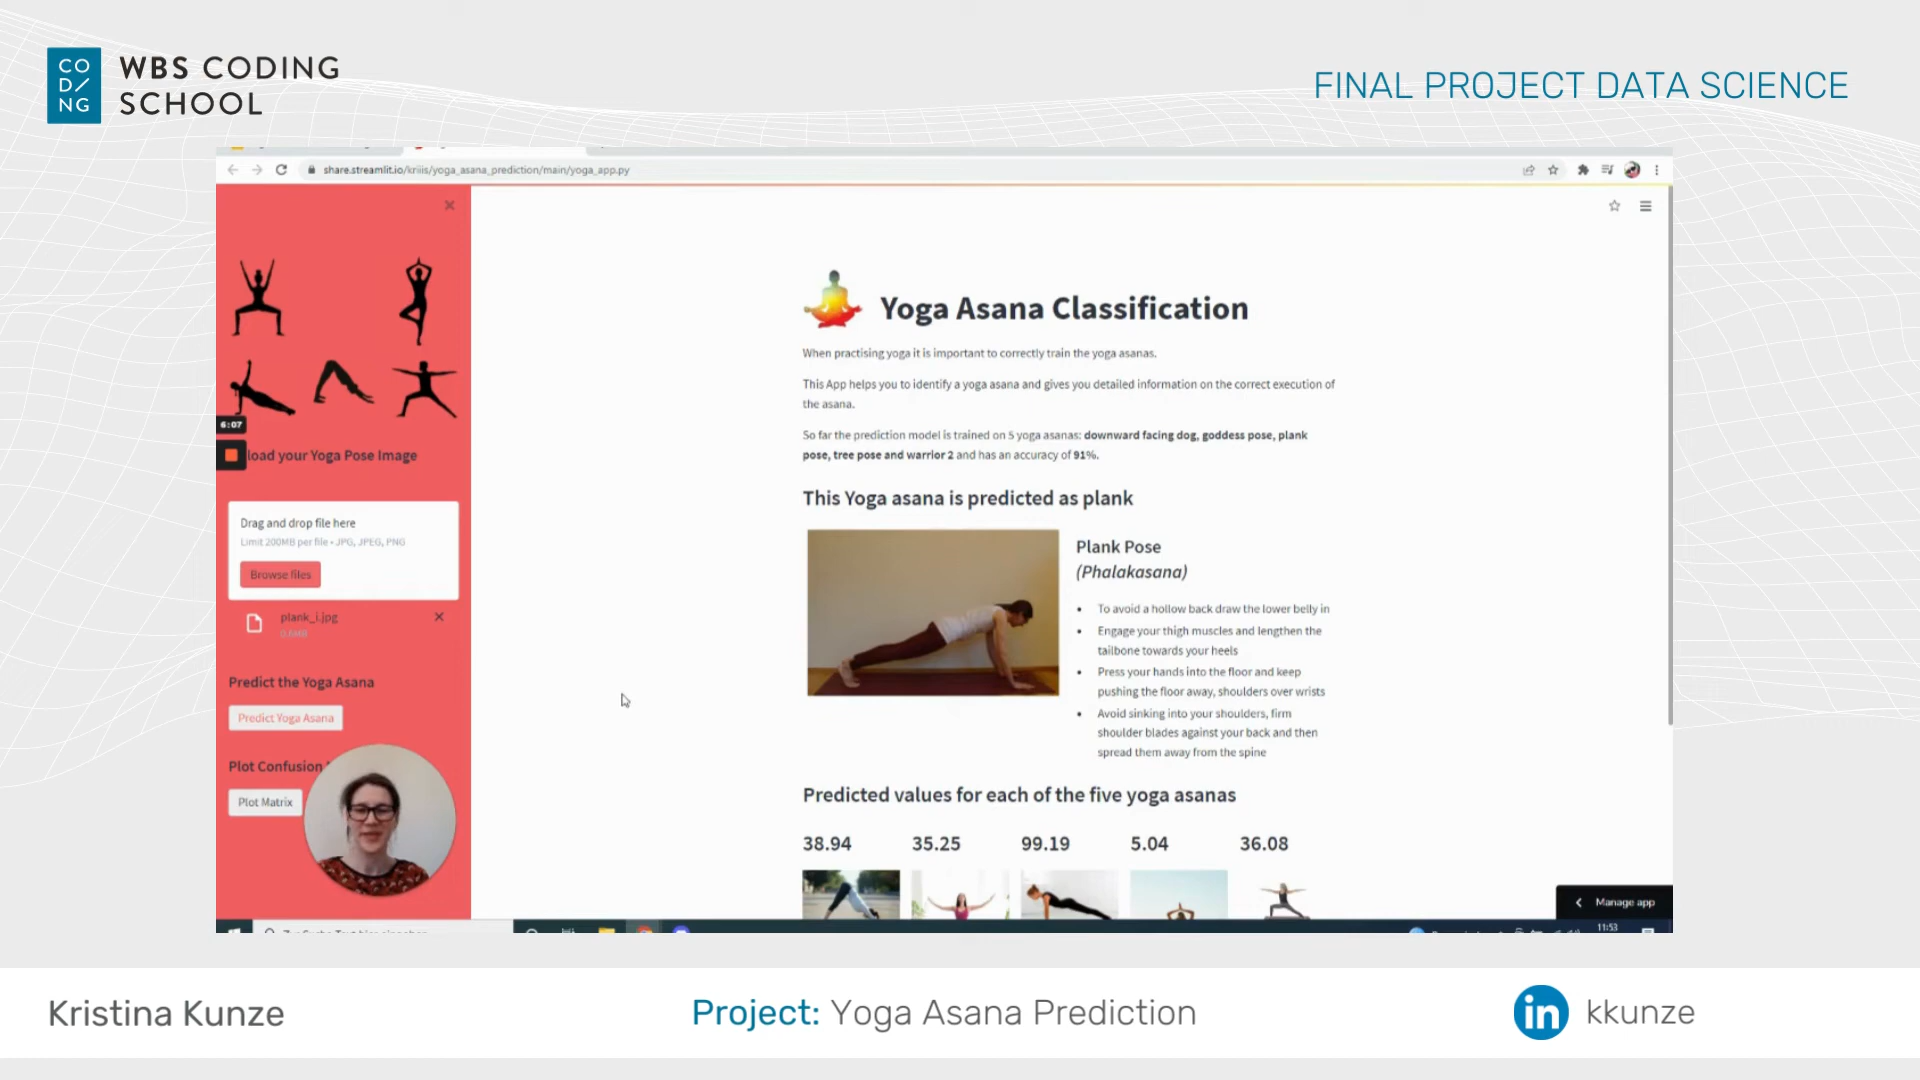 CO
D/
NG
WBS CODING
SCHOOL
FINAL PROJECT DATA SCIENCE
share.streamlit.io/kriiis/yoga_asana_prediction/main/yoga_app.py
6:07
load your Yoga Pose Image
Drag and drop file here
Limit 200MB per file • JPG, JPEG, PNG
Browse files
plank_i.jpg
Predict the Yoga Asana
Predict Yoga Asana
Plot Confusion
Plot Matrix
Yoga Asana Classification
When practising yoga it is important to correctly train the yoga asanas.
This App helps you to identify a yoga asana and gives you detailed information on the correct execution of
the asana.
So far the prediction model is trained on 5 yoga asanas: downward facing dog, goddess pose, plank
pose, tree pose and warrior 2 and has an accuracy of 91%.
This Yoga asana is predicted as plank
Plank Pose
(Phalakasana)
• To avoid a hollow back draw the lower belly in
• Engage your thigh muscles and lengthen the
tailbone towards your heels
• Press your hands into the floor and keep
pushing the floor away, shoulders over wrists
• Avoid sinking into your shoulders, firm
shoulder blades against your back and then
spread them away from the spine
Predicted values for each of the five yoga asanas
38.94 35.25 99.19 5.04 36.08
Manage app
11:53
Kristina Kunze
Project: Yoga Asana Prediction
in kkunze